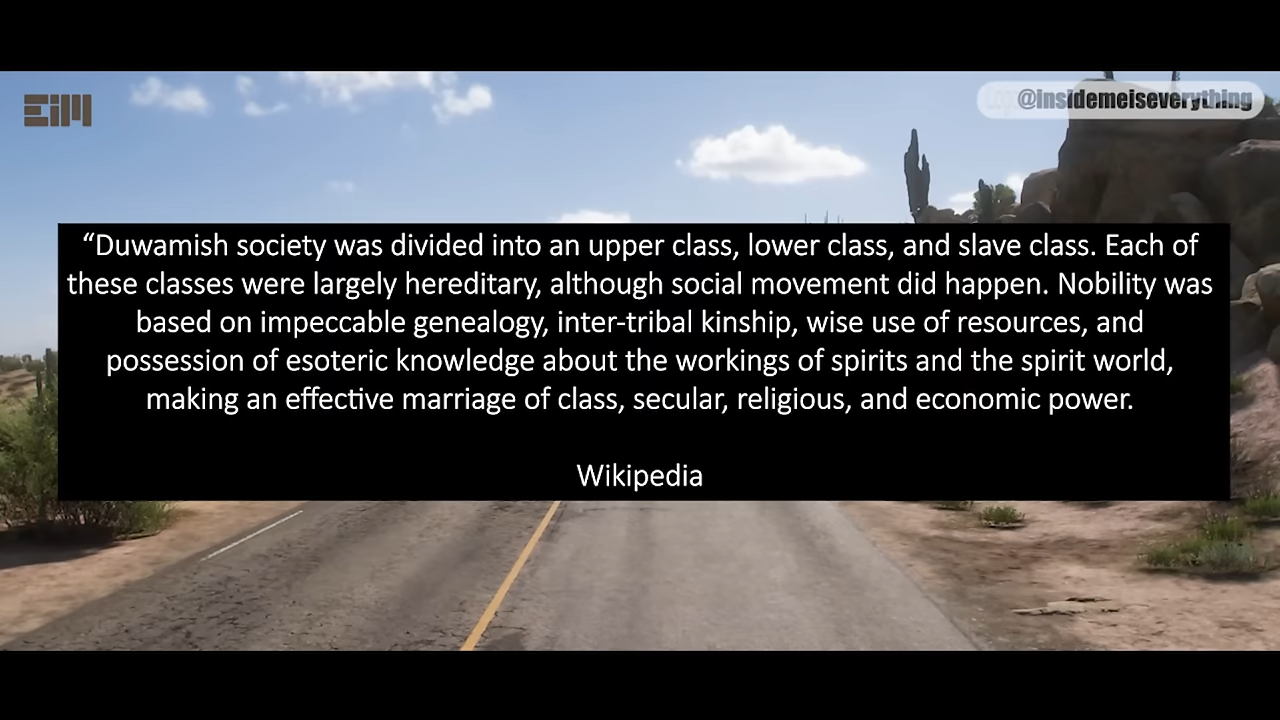 EiM
@insidemeiseverything
“Duwamish society was divided into an upper class, lower class, and slave class. Each of
these classes were largely hereditary, although social movement did happen. Nobility was
based on impeccable genealogy, inter-tribal kinship, wise use of resources, and
possession of esoteric knowledge about the workings of spirits and the spirit world,
making an effective marriage of class, secular, religious, and economic power.
Wikipedia